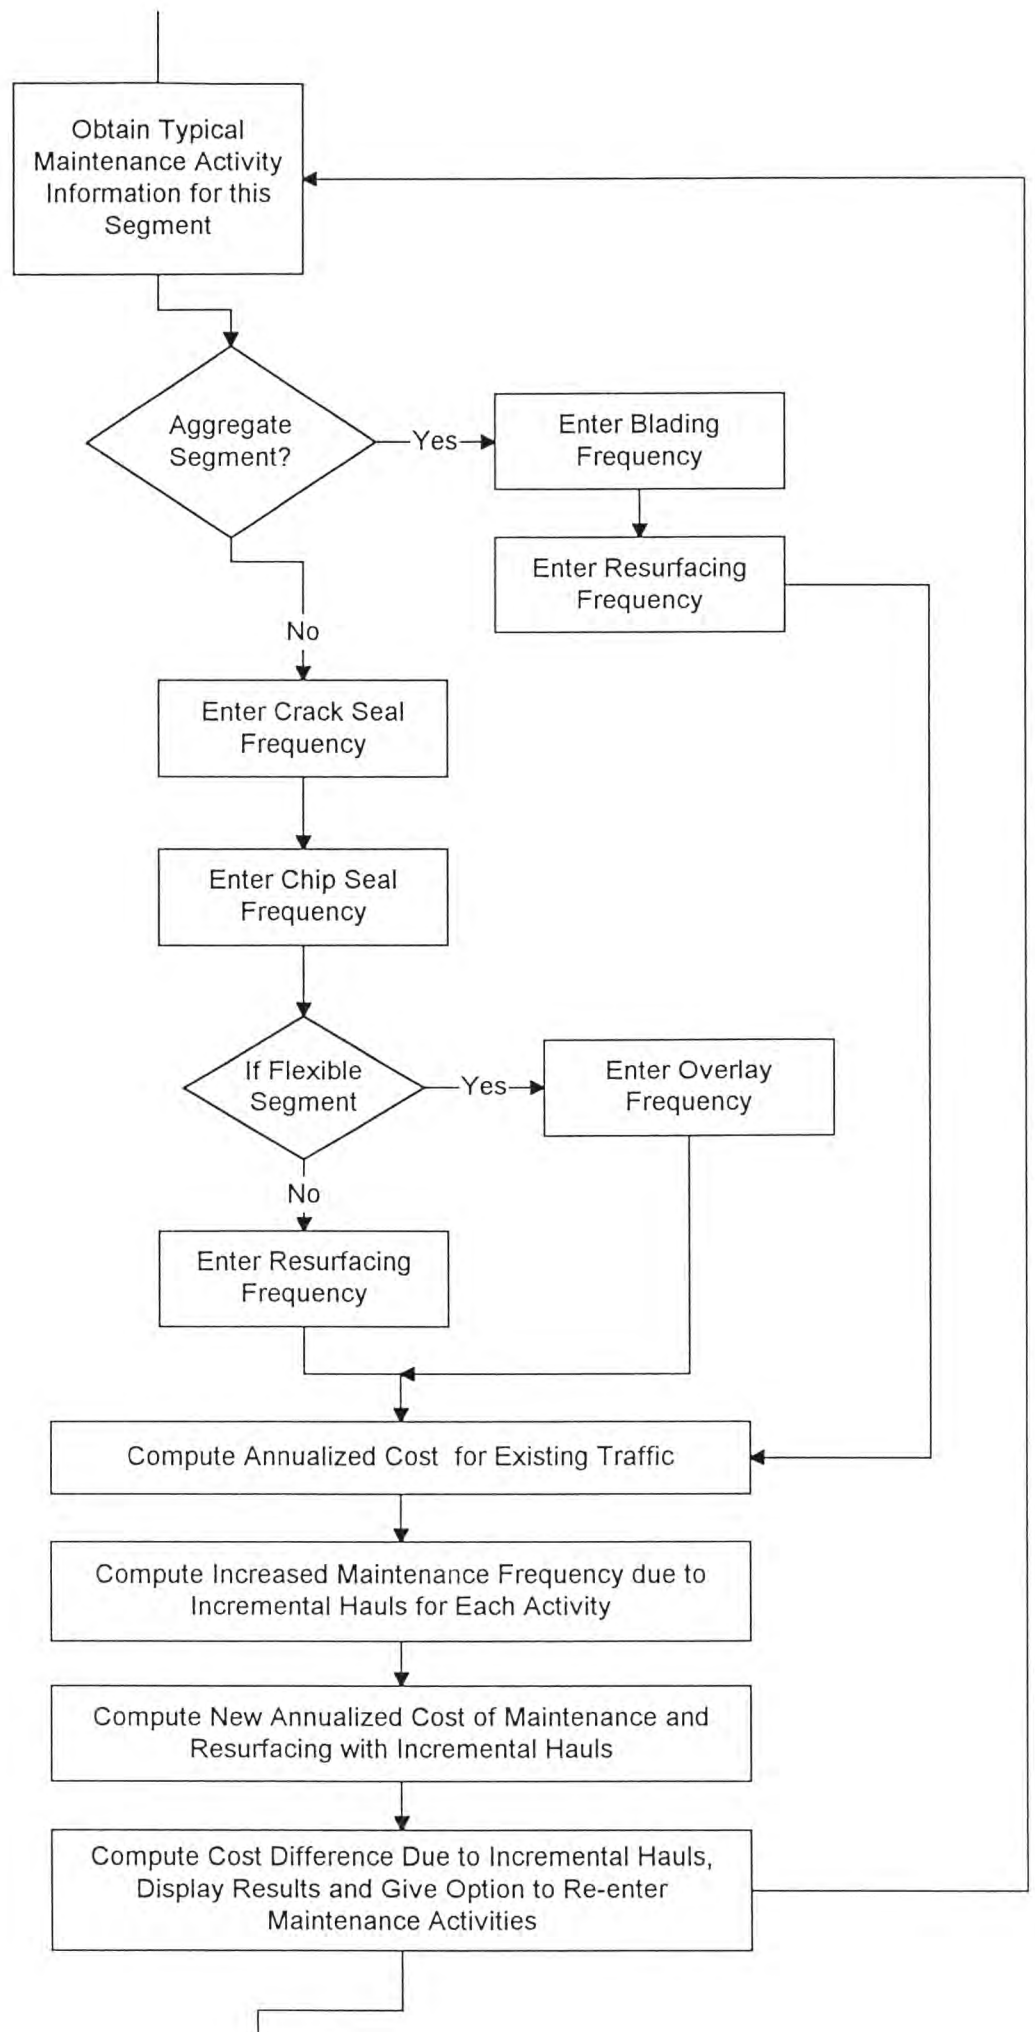 Obtain Typical
Maintenance Activity
Information for this
Segment
Aggregate
Segment?
Yes
Enter Blading
Frequency
Enter Resurfacing
Frequency
No
Enter Crack Seal
Frequency
Enter Chip Seal
Frequency
If Flexible
Segment
Yes
Enter Overlay
Frequency
No
Enter Resurfacing
Frequency
Compute Annualized Cost for Existing Traffic
Compute Increased Maintenance Frequency due to
Incremental Hauls for Each Activity
Compute New Annualized Cost of Maintenance and
Resurfacing with Incremental Hauls
Compute Cost Difference Due to Incremental Hauls,
Display Results and Give Option to Re-enter
Maintenance Activities